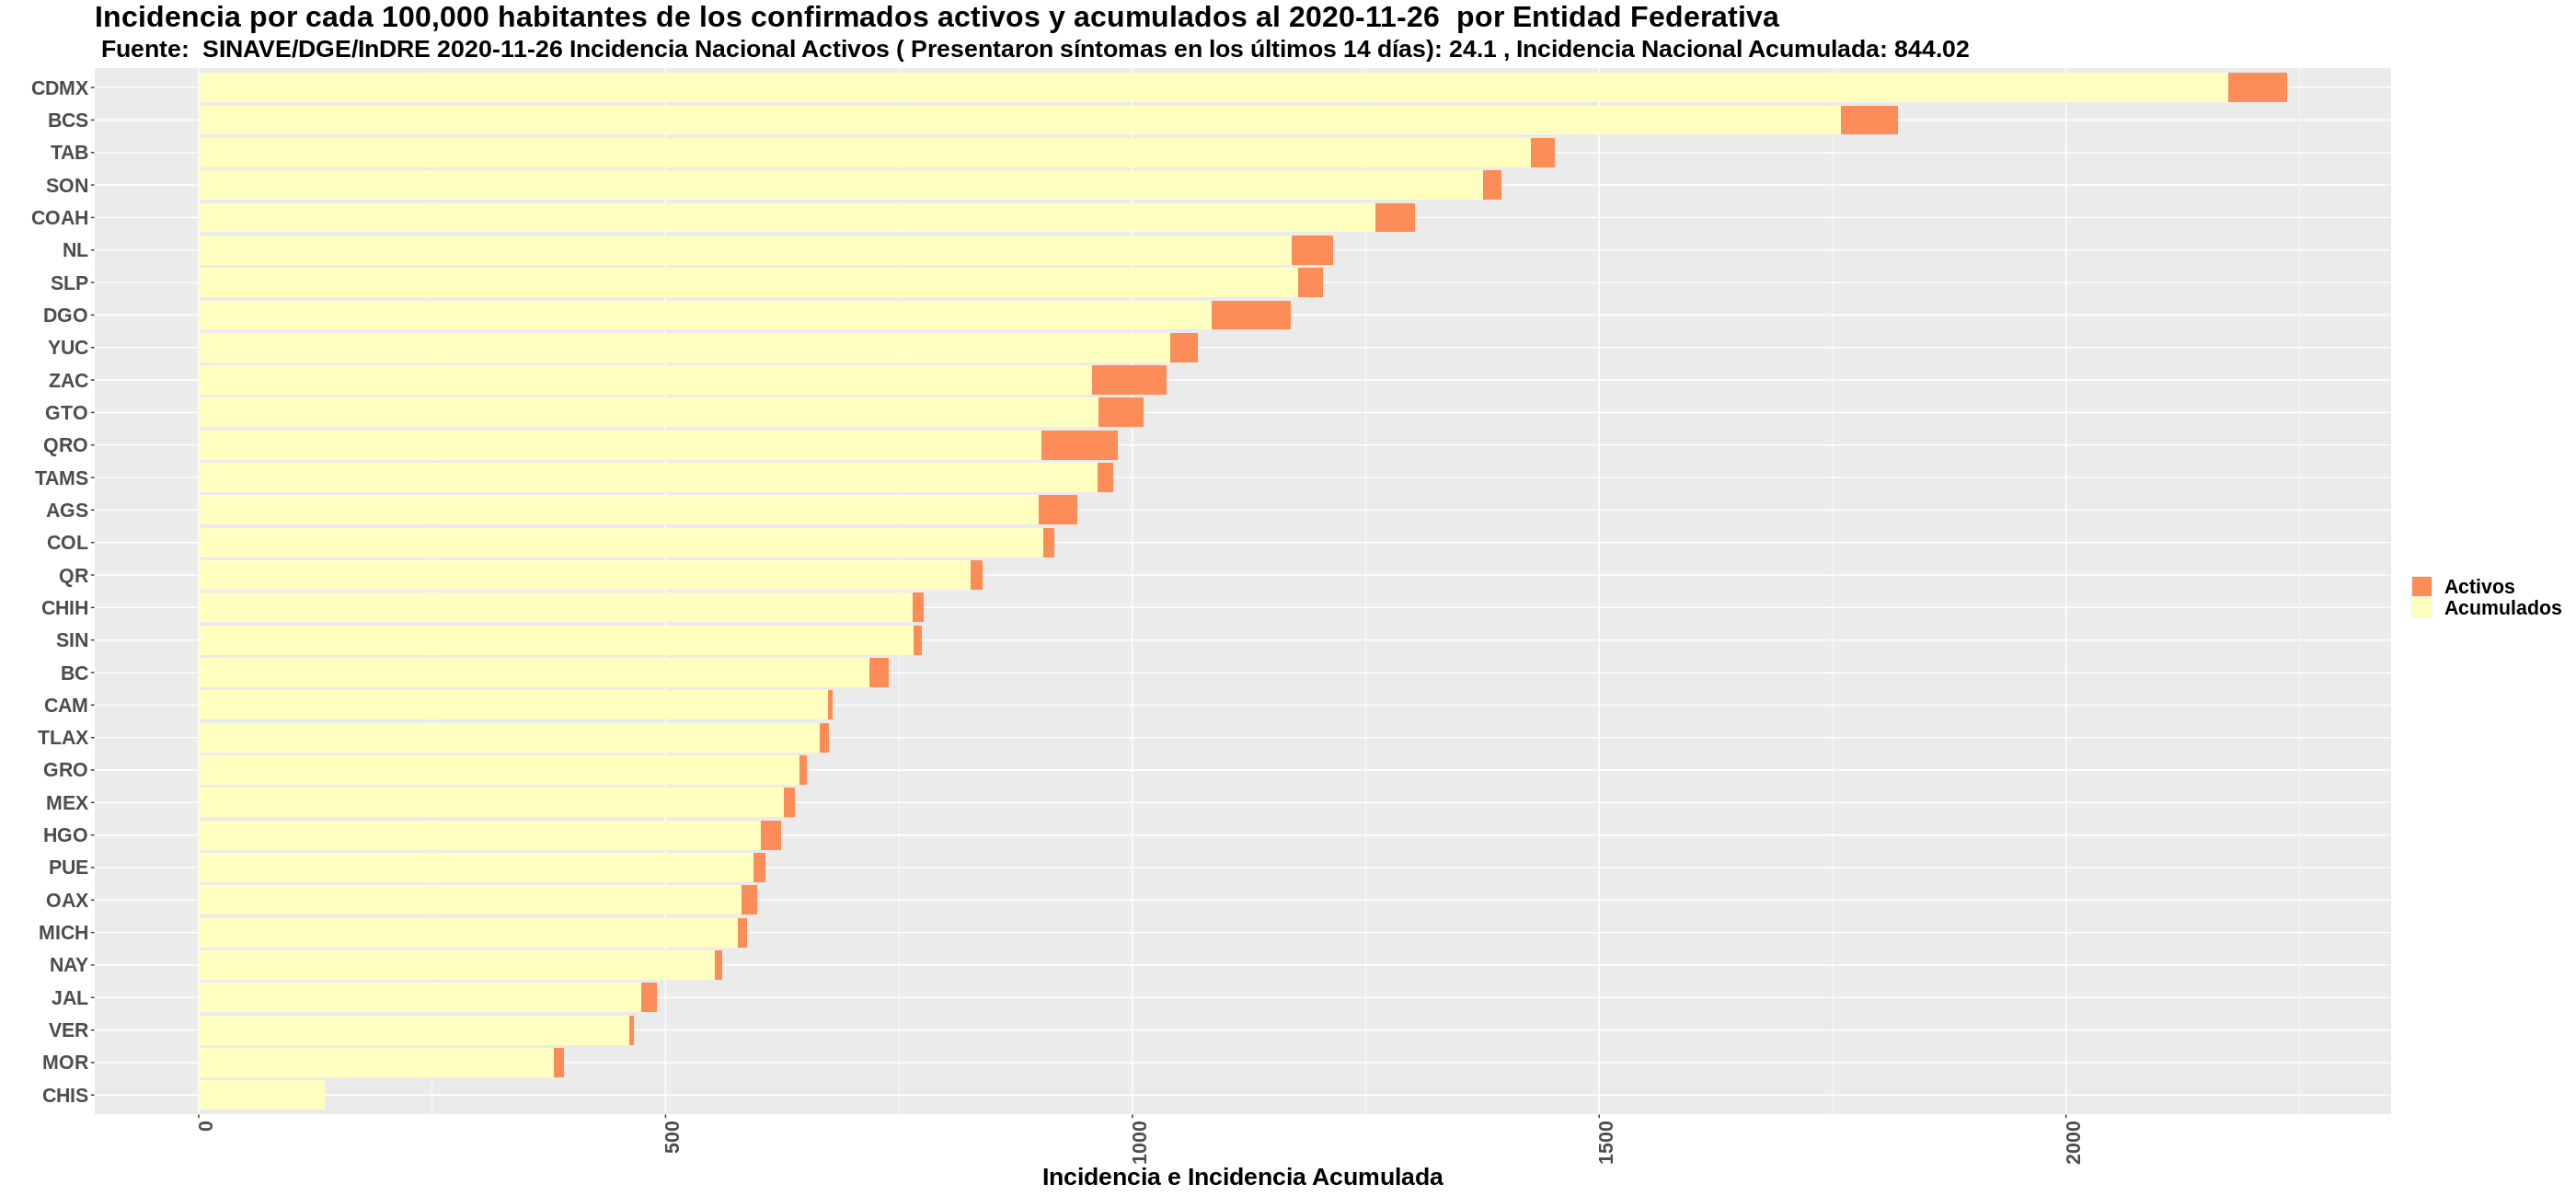 Incidencia por cada 100,000 habitantes de los confirmados activos y acumulados al 2020-11-26  por Entidad Federativa
Fuente:  SINAVE/DGE/InDRE 2020-11-26 Incidencia Nacional Activos ( Presentaron síntomas en los últimos 14 días): 24.1 , Incidencia Nacional Acumulada: 844.02
CDMX
BCS
TAB
SON
COAH
NL
SLP
DGO
YUC
ZAC
GTO
QRO
TAMS
AGS
COL
QR
CHIH
SIN
BC
CAM
TLAX
GRO
MEX
HGO
PUE
OAX
MICH
NAY
JAL
VER
MOR
CHIS
0
500
1000
1500
2000
Incidencia e Incidencia Acumulada
Activos
Acumulados